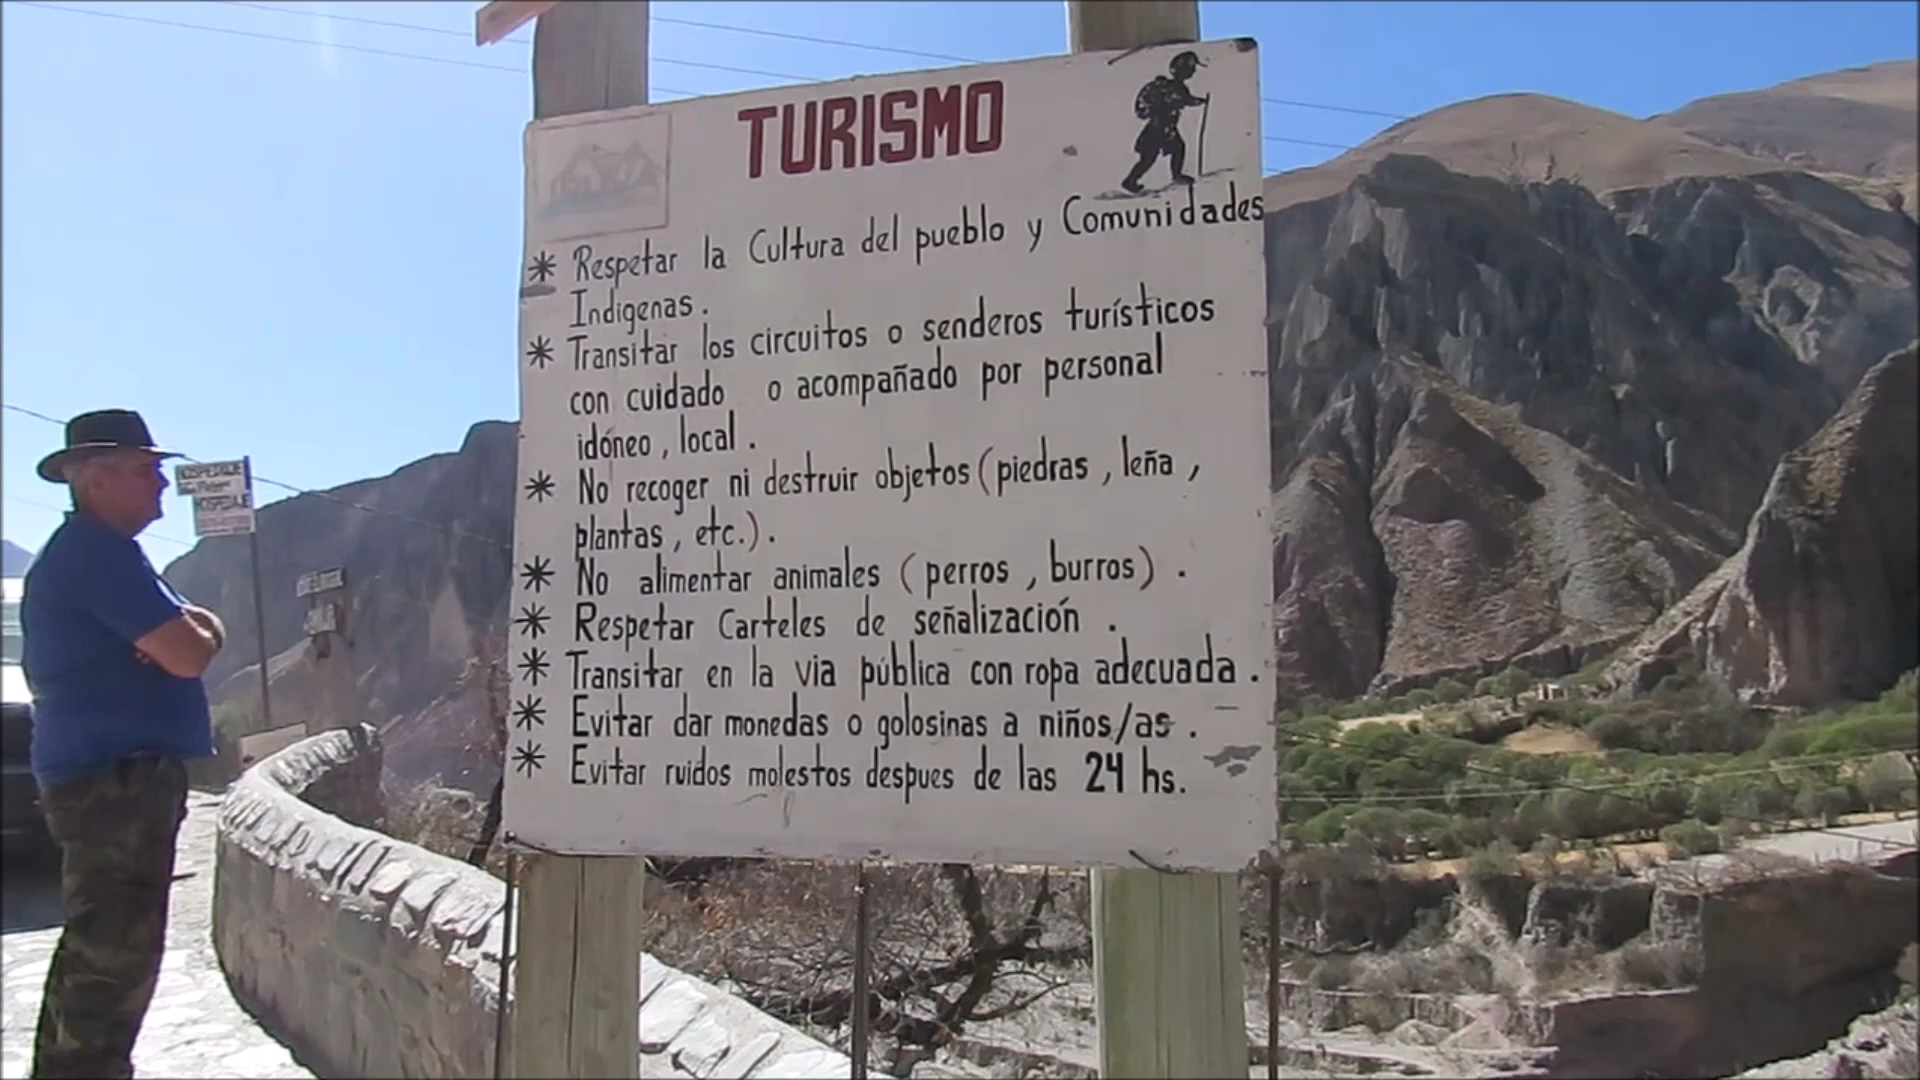 TURISMO
* Respetar la Cultura del pueblo y Comunidades
Indigenas.
* Transitar los circuitos o senderos turísticos
con cuidado o acompañado por personal
idóneo, local.
* No recoger ni destruir objetos (piedras, leña,
plantas, etc.).
* No alimentar animales (perros, burros).
* Respetar Carteles de señalización.
* Transitar en la via pública con ropa adecuada.
* Evitar dar monedas o golosinas a niños/as.
* Evitar ruidos molestos despues de las 24 hs.
HOSPEDAJE
HOSPEDAJE